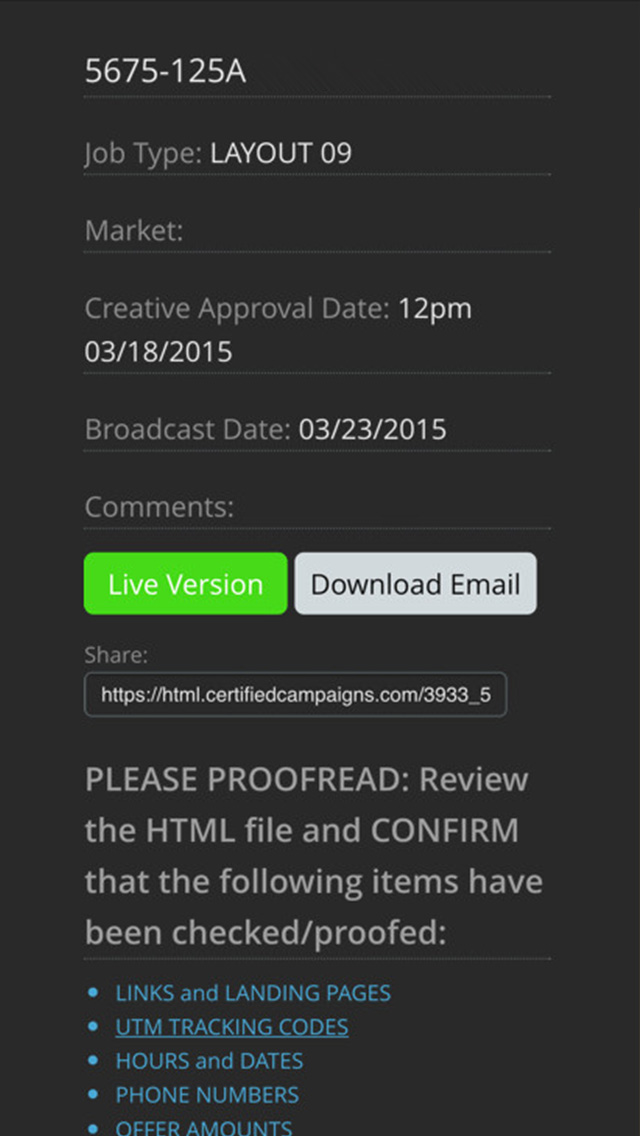 5675-125A
Job Type: LAYOUT 09
Market:
Creative Approval Date: 12pm
03/18/2015
Broadcast Date: 03/23/2015
Comments:
Live Version Download Email
Share:
https://html.certifiedcampaigns.com/3933_5
PLEASE PROOFREAD: Review
the HTML file and CONFIRM
that the following items have
been checked/proofed:
• LINKS and LANDING PAGES
• UTM TRACKING CODES
• HOURS and DATES
• PHONE NUMBERS
• OFFER AMOUNTS